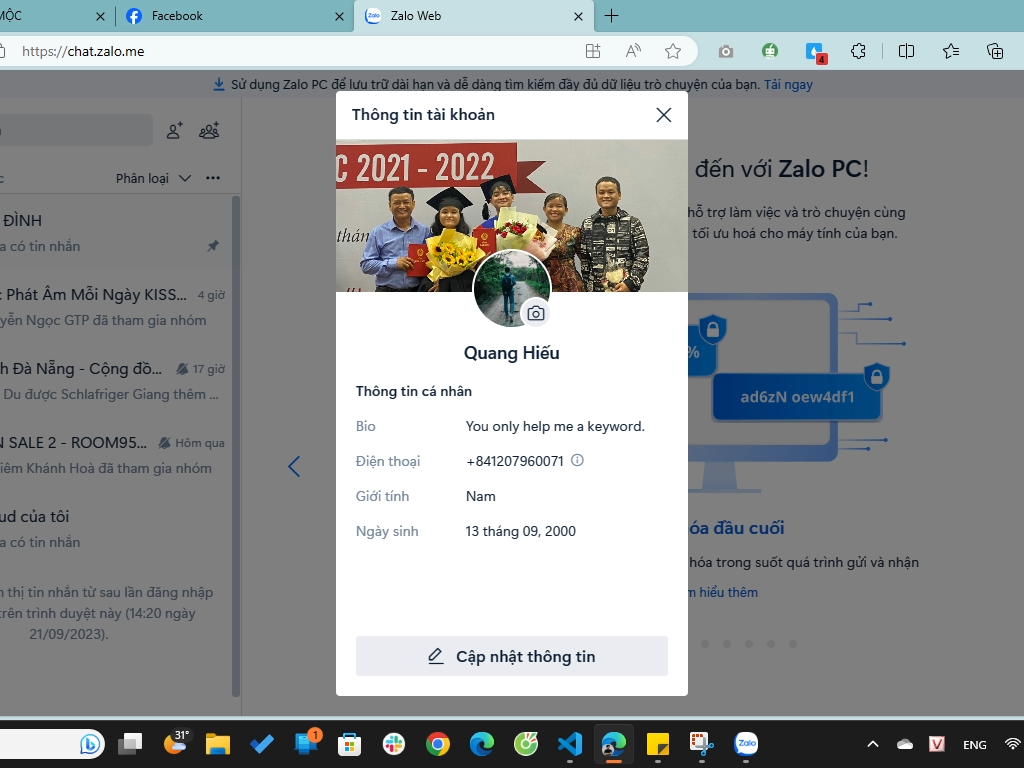 MỘC
Facebook
Zalo Web
https://chat.zalo.me
4
Sử dụng Zalo PC để lưu trữ dài hạn và dễ dàng tìm kiếm đầy đủ dữ liệu trò chuyện của bạn. Tải ngay
Thông tin tài khoản
Phân loại
ĐÌNH
a có tin nhắn
Phát Âm Mỗi Ngày KISS... 4 giờ
yễn Ngọc GTP đã tham gia nhóm
h Đà Nẵng - Cộng đồ... 17 giờ
Du được Schlafriger Giang thêm ...
N SALE 2 - ROOM95... Hôm qua
iêm Khánh Hoà đã tham gia nhóm
ud của tôi
a có tin nhắn
n thị tin nhắn từ sau lần đăng nhập
trên trình duyệt này (14:20 ngày
21/09/2023).
C 2021 - 2022
thán
Quang Hiếu
Thông tin cá nhân
Bio You only help me a keyword.
Điện thoại +841207960071
Giới tính Nam
Ngày sinh 13 tháng 09, 2000
Cập nhật thông tin
đến với Zalo PC!
hỗ trợ làm việc và trò chuyện cùng
tối ưu hoá cho máy tính của bạn.
%
ad6zN oew4df1
óa đầu cuối
hóa trong suốt quá trình gửi và nhận
m hiểu thêm
31°
1
Zalo
V
ENG